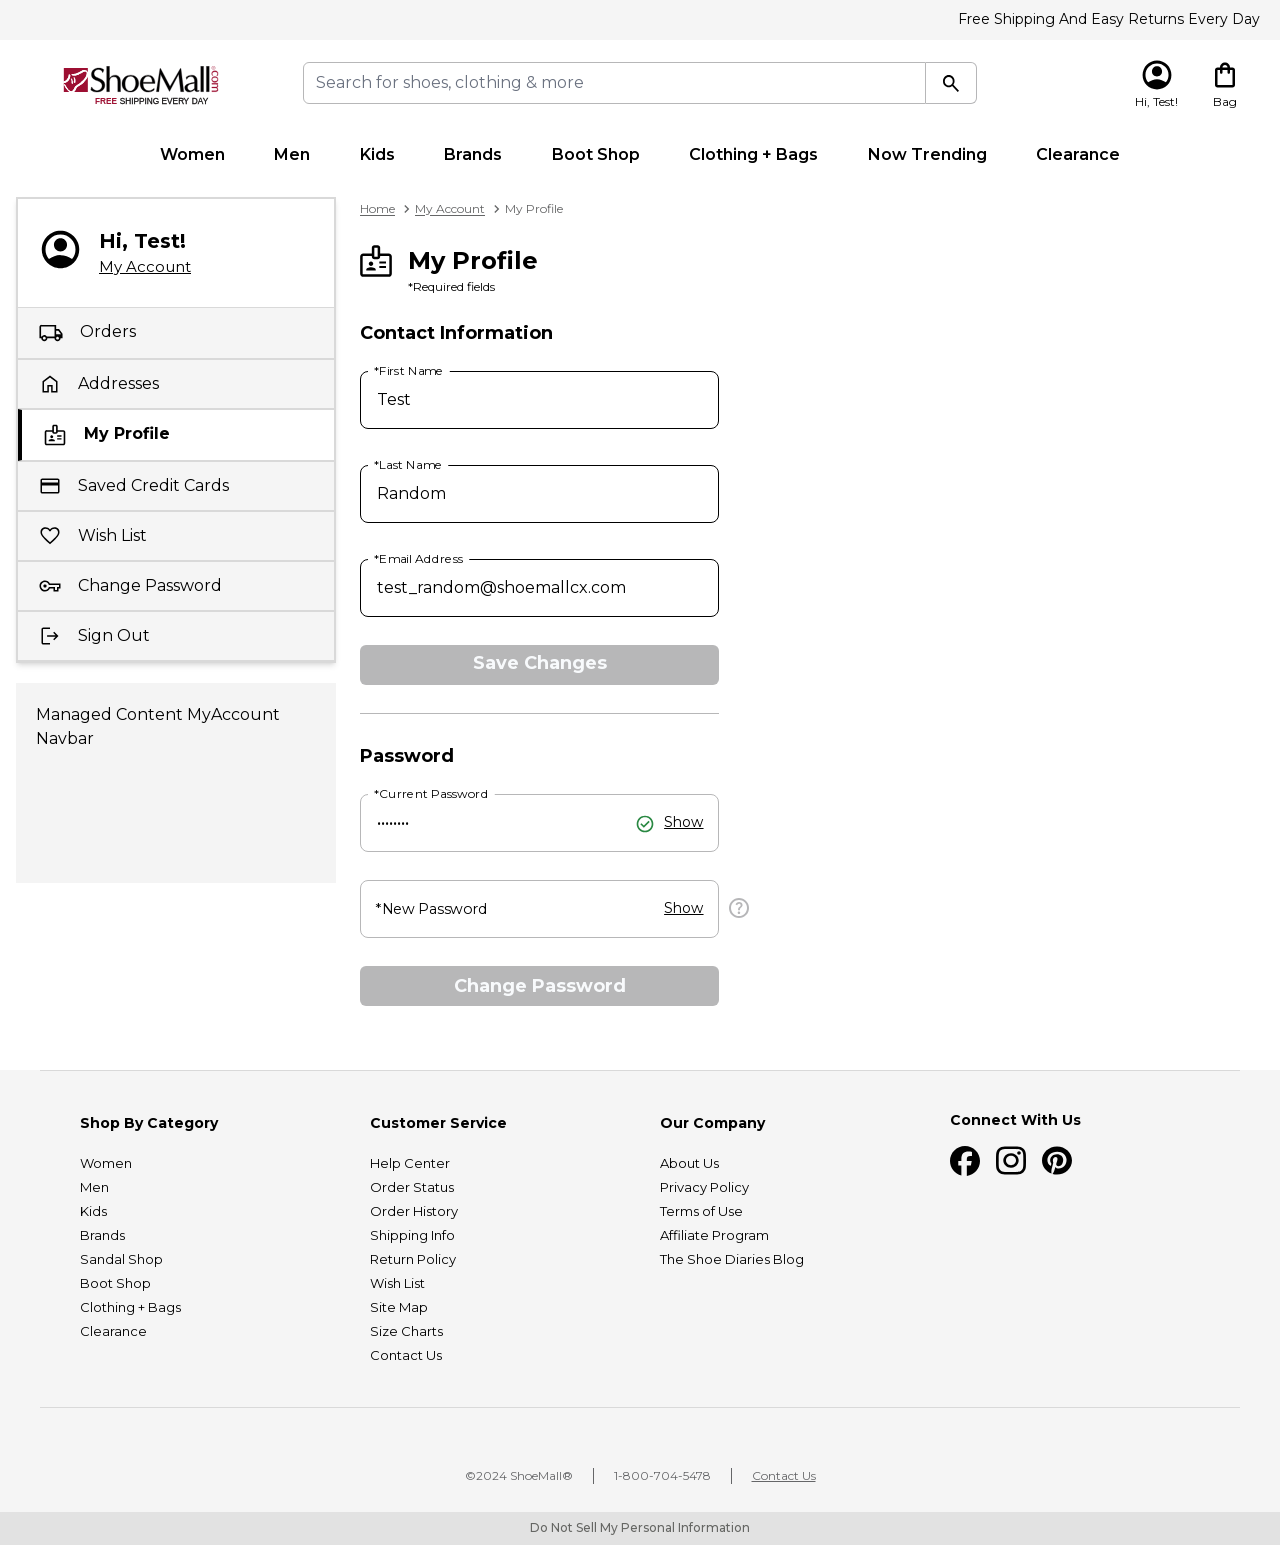 Free Shipping And Easy Returns Every Day
ShoeMall.com
FREE SHIPPING EVERY DAY
Search for shoes, clothing & more
Hi, Test!
Bag
Women Men Kids Brands Boot Shop Clothing + Bags Now Trending Clearance
Hi, Test!
My Account
Orders
Addresses
My Profile
Saved Credit Cards
Wish List
Change Password
Sign Out
Managed Content MyAccount
Navbar
Home > My Account > My Profile
My Profile
*Required fields
Contact Information
*First Name
Test
*Last Name
Random
*Email Address
test_random@shoemallcx.com
Save Changes
Password
*Current Password
•••••••• Show
*New Password Show ?
Change Password
Shop By Category
Women
Men
Kids
Brands
Sandal Shop
Boot Shop
Clothing + Bags
Clearance
Customer Service
Help Center
Order Status
Order History
Shipping Info
Return Policy
Wish List
Site Map
Size Charts
Contact Us
Our Company
About Us
Privacy Policy
Terms of Use
Affiliate Program
The Shoe Diaries Blog
Connect With Us
©2024 ShoeMall® | 1-800-704-5478 | Contact Us
Do Not Sell My Personal Information